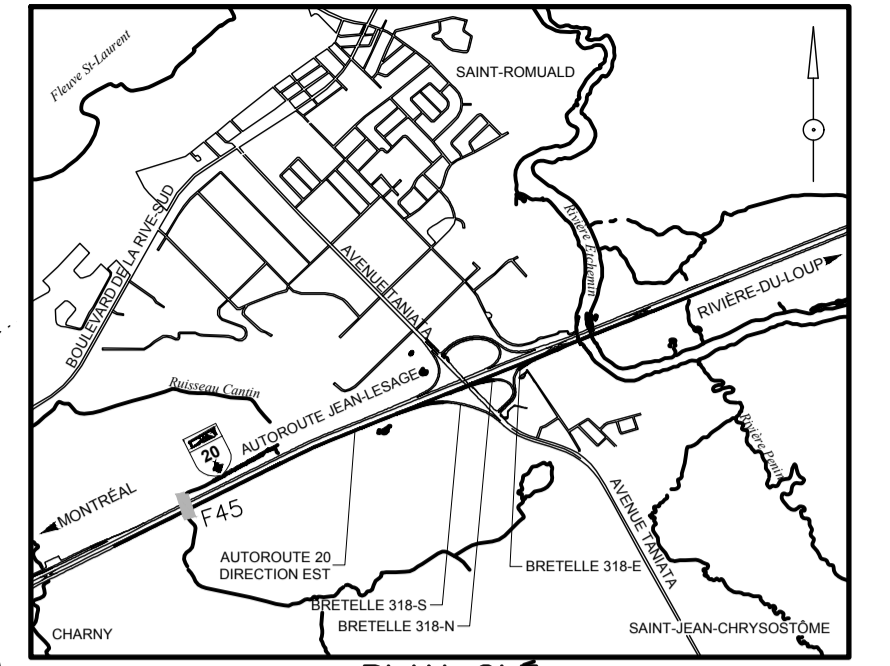 Fleuve St-Laurent
SAINT-ROMUALD
BOULEVARD DE LA RIVE-SUD
AVENUE TANIATA
Rivière Etchemin
RIVIÈRE-DU-LOUP
Ruisseau Cantin
AUTOROUTE JEAN-LESAGE
20
MONTRÉAL
F45
Rivière Penin
AVENUE TANIATA
AUTOROUTE 20
DIRECTION EST
BRETELLE 318-E
BRETELLE 318-S
BRETELLE 318-N
CHARNY
SAINT-JEAN-CHRYSOSTÔME